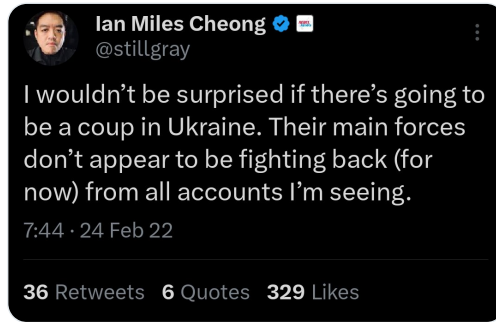 Ian Miles Cheong
@stillgray
I wouldn’t be surprised if there’s going to
be a coup in Ukraine. Their main forces
don’t appear to be fighting back (for
now) from all accounts I’m seeing.
7:44 · 24 Feb 22
36 Retweets 6 Quotes 329 Likes